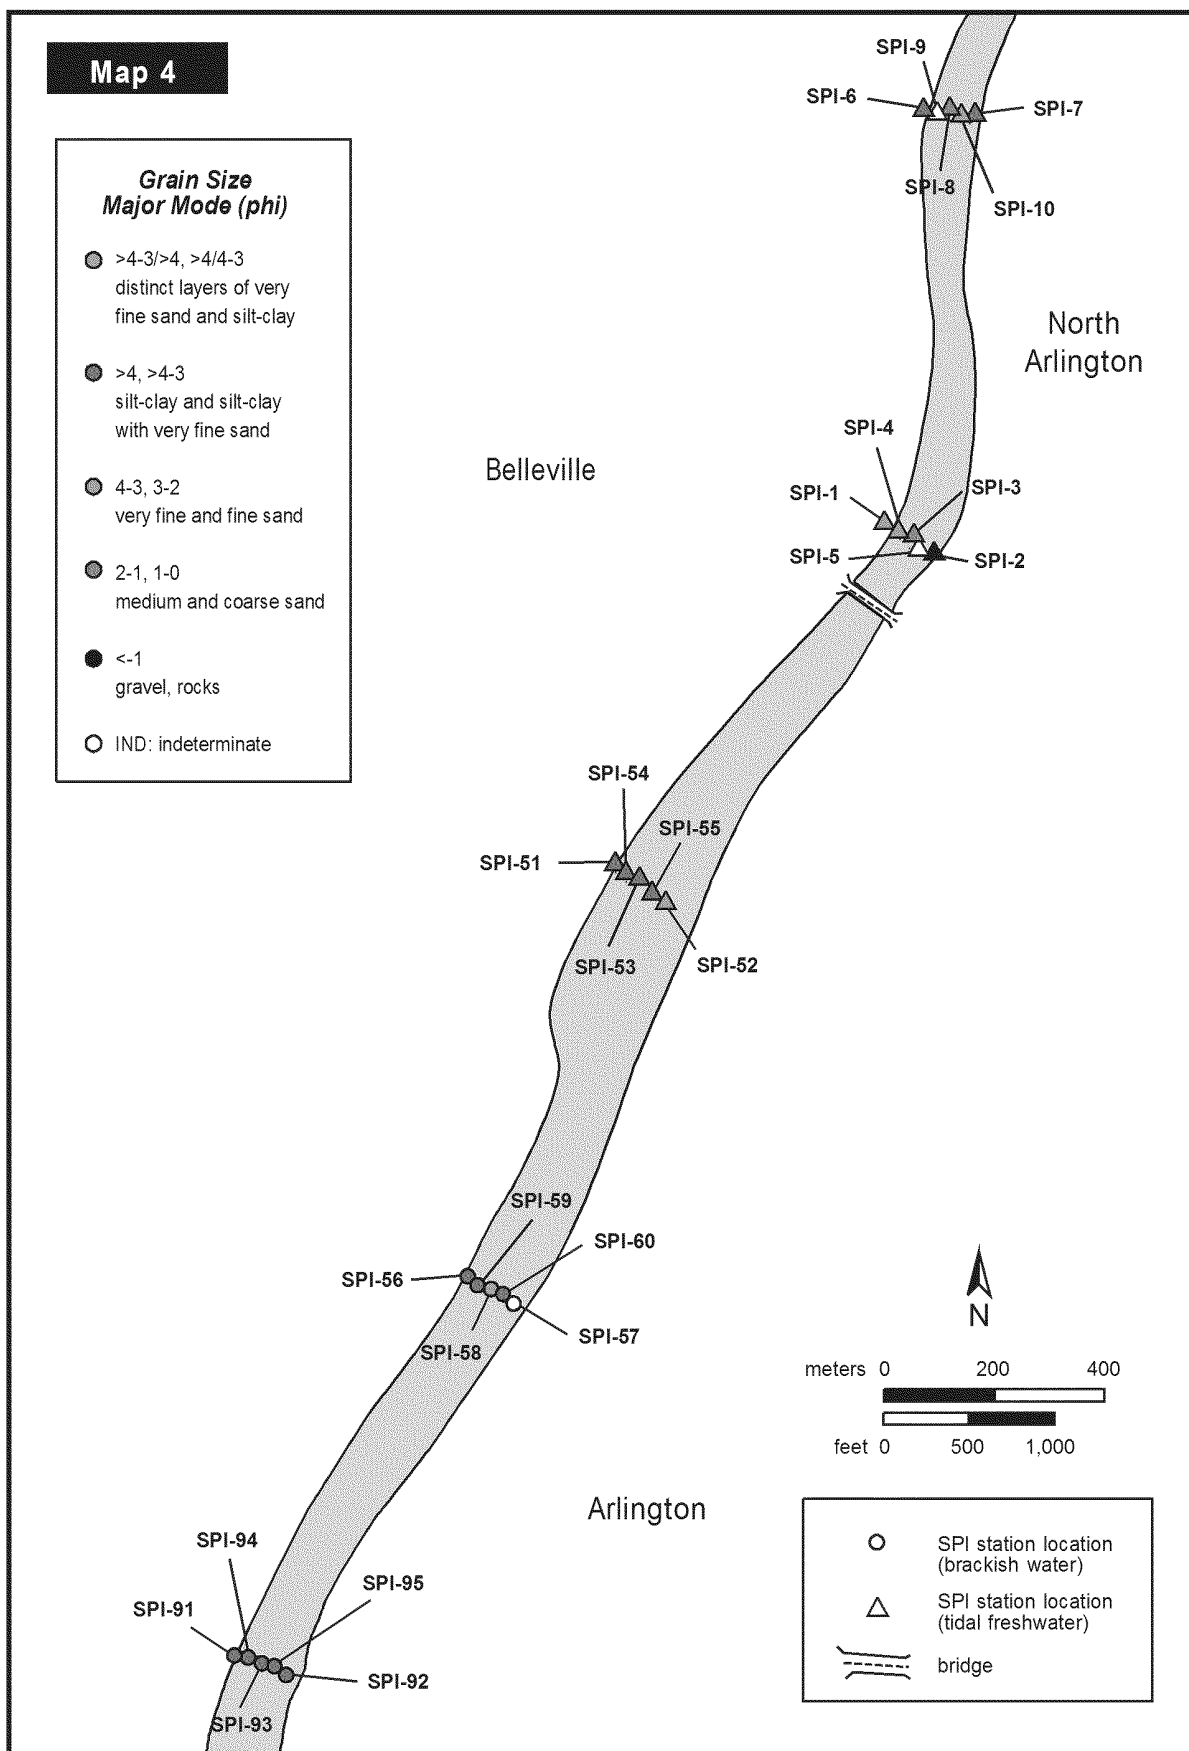 Map 4
Grain Size
Major Mode (phi)
>4-3/>4, >4/4-3
distinct layers of very
fine sand and silt-clay
>4, >4-3
silt-clay and silt-clay
with very fine sand
4-3, 3-2
very fine and fine sand
2-1, 1-0
medium and coarse sand
<-1
gravel, rocks
IND: indeterminate
SPI-9
SPI-6
SPI-7
SPI-8
SPI-10
North
Arlington
SPI-4
Belleville
SPI-1
SPI-3
SPI-5
SPI-2
SPI-54
SPI-55
SPI-51
SPI-53
SPI-52
SPI-59
SPI-60
SPI-56
SPI-57
SPI-58
N
meters 0 200 400
feet 0 500 1,000
Arlington
SPI-94
SPI-95
SPI-91
SPI-92
SPI-93
SPI station location
(brackish water)
SPI station location
(tidal freshwater)
bridge